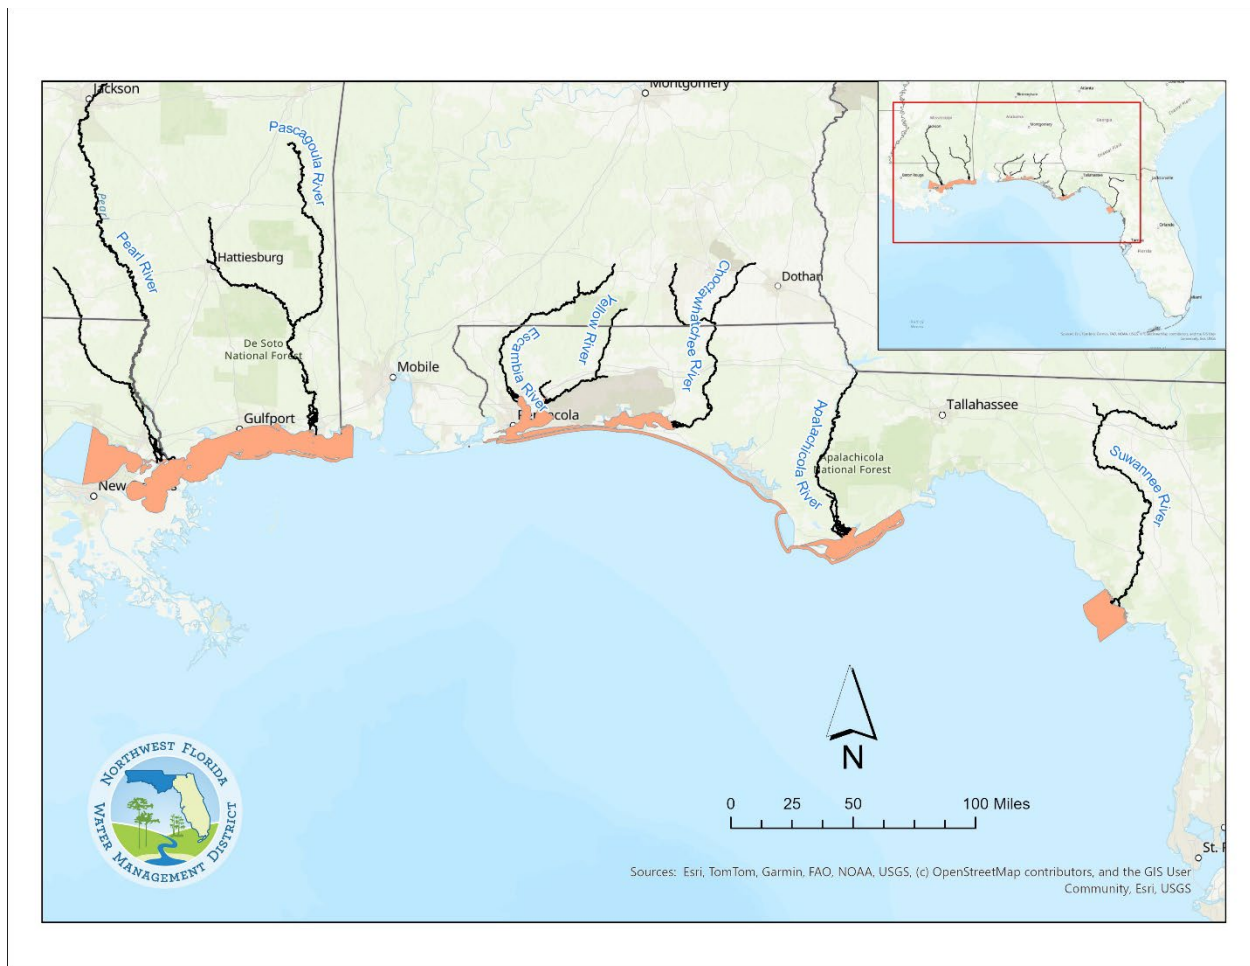 Jackson
Montgomery
Pascagoula River
Pearl
Pearl River
Hattiesburg
Dothan
Choctawhatchee River
Yellow River
Escambia River
De Soto
National Forest
Mobile
Gulfport
Tallahassee
Apalachicola River
Apalachicola
National Forest
Suwannee River
New
St.
N
0 25 50 100 Miles
NORTHWEST FLORIDA
WATER MANAGEMENT DISTRICT
Sources: Esri, TomTom, Garmin, FAO, NOAA, USGS, (c) OpenStreetMap contributors, and the GIS User
Community, Esri, USGS